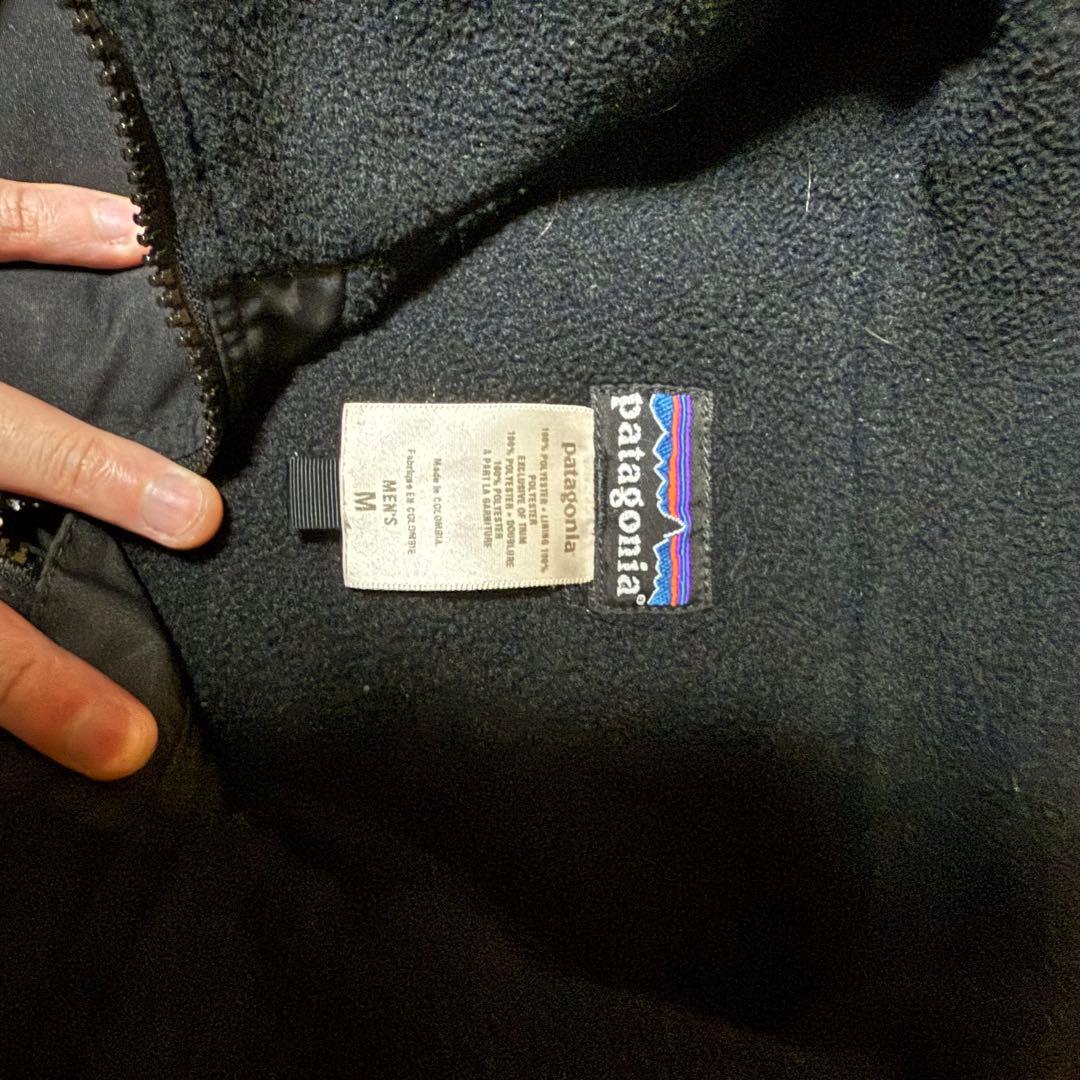 patagonia®
patagonia
100% POLYESTER • LINING 100%
POLYESTER
EXCLUSIVE OF TRIM
100% POLYESTER • DOUBLURE
100% POLYESTER
À PART LA GARNITURE
Made in COLOMBIA
Fabriqué EN COLOMBIE
MEN'S
M